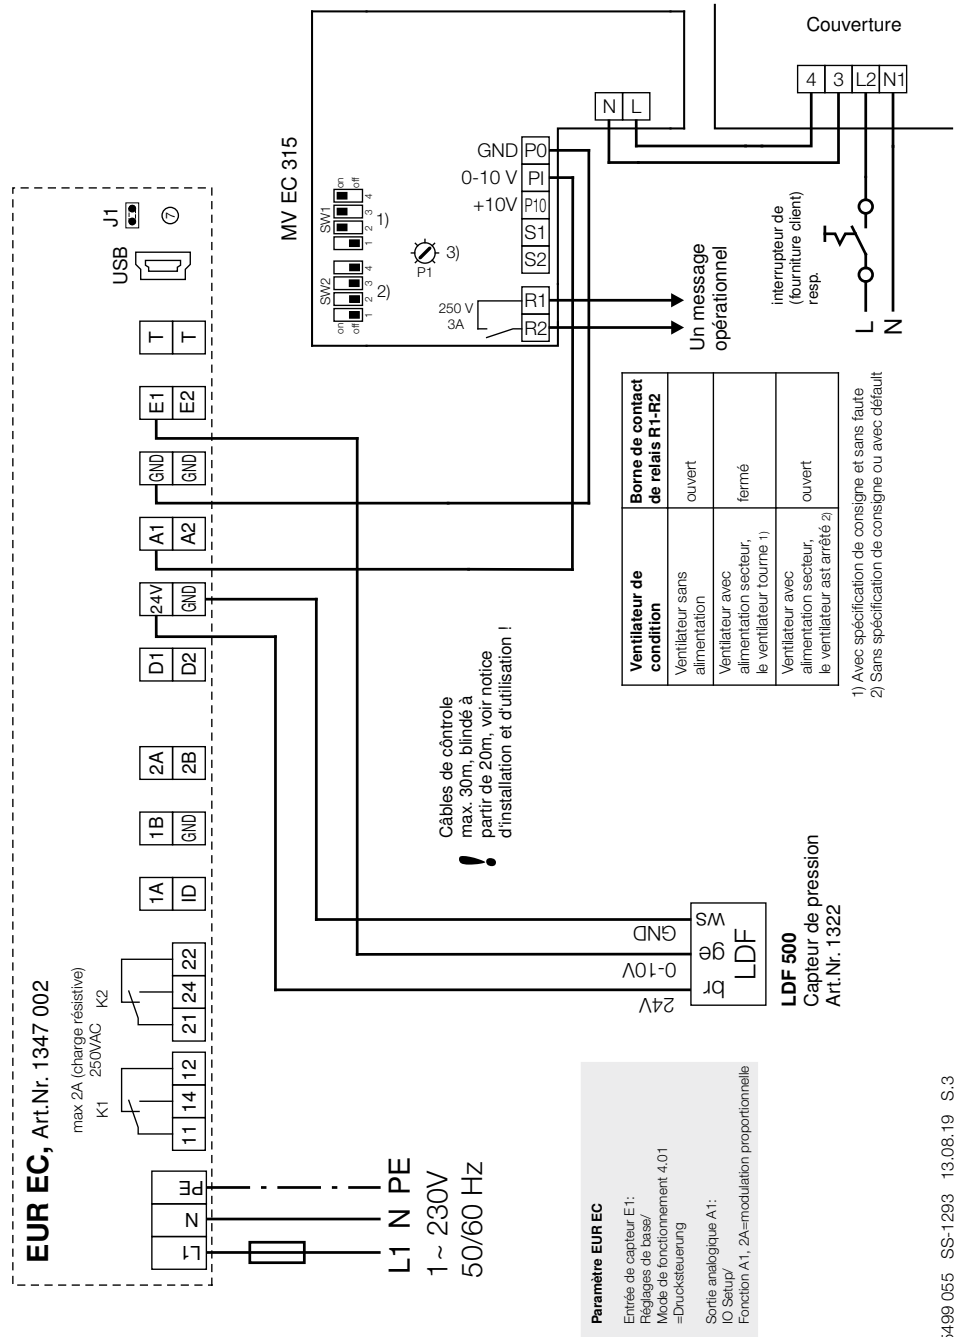 EUR EC, Art.Nr. 1347 002
max 2A (charge résistive)
250VAC
K1
K2
L1
N
PE
11
14
12
21
24
22
1A
ID
1B
GND
2A
2B
D1
D2
24V
GND
A1
A2
GND
GND
E1
E2
T
T
USB
J1
7
L1 N PE
1 ~ 230V
50/60 Hz
MV EC 315
on
off
SW1
1
2
3
4
1)
on
off
SW2
1
2
3
4
2)
P1
3)
GND
P0
0-10 V
PI
+10V
P10
S1
S2
250 V
3A
R1
R2
N
L
Couverture
4
3
L2
N1
Un message
opérationnel
interrupteur de
(fourniture client)
resp.
L
N
Câbles de côntrole
max. 30m, blindé à
partir de 20m, voir notice
d'installation et d'utilisation !
!
24V
0-10V
GND
br
ge
ws
LDF
LDF 500
Capteur de pression
Art.Nr. 1322
Ventilateur de
condition
Borne de contact
de relais R1-R2
Ventilateur sans
alimentation
ouvert
Ventilateur avec
alimentation secteur,
le ventilateur tourne 1)
fermé
Ventilateur avec
alimentation secteur,
le ventilateur ast arrêté 2)
ouvert
1) Avec spécification de consigne et sans faute
2) Sans spécification de consigne ou avec défault
Paramètre EUR EC
Entrée de capteur E1:
Réglages de base/
Mode de fonctionnement 4.01
=Drucksteuerung
Sortie analogique A1:
IO Setup/
Fonction A1, 2A=modulation proportionnelle
5499 055 SS-1293 13.08.19 S.3